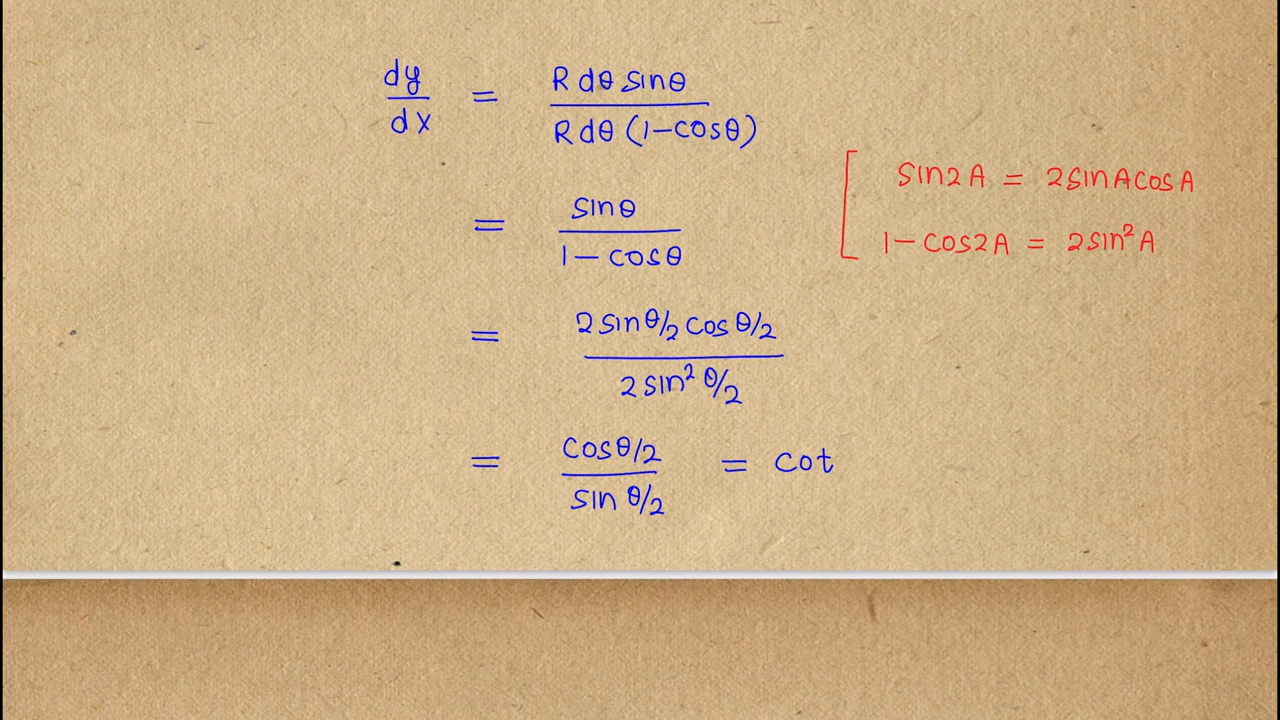 dy/dx = R dθ sinθ / R dθ (1-cosθ)
= sinθ / 1-cosθ
sin2A = 2sinAcosA
1-cos2A = 2sin²A
= 2sinθ/2 cosθ/2 / 2sin²θ/2
= cosθ/2 / sinθ/2 = cot